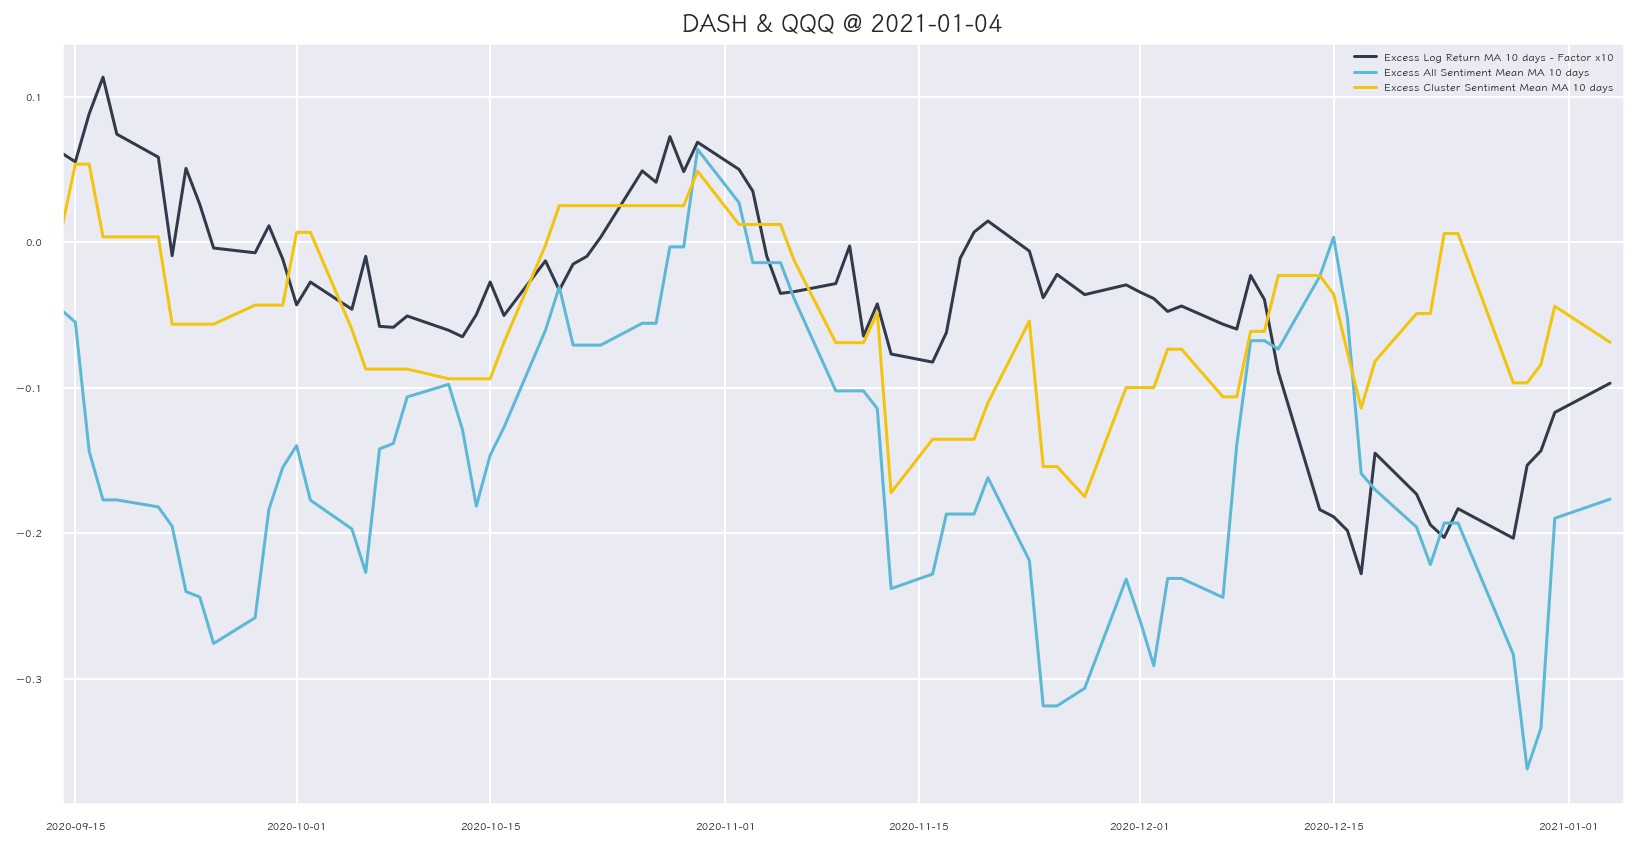 DASH & QQQ @ 2021-01-04
Excess Log Return MA 10 days - Factor x10
Excess All Sentiment Mean MA 10 days
Excess Cluster Sentiment Mean MA 10 days
0.1
0.0
−0.1
−0.2
−0.3
2020-09-15 2020-10-01 2020-10-15 2020-11-01 2020-11-15 2020-12-01 2020-12-15 2021-01-01